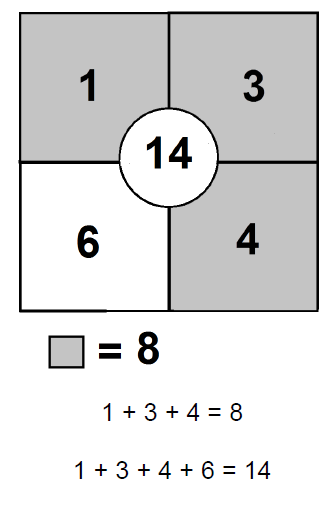 1 3
14
6 4
= 8
1 + 3 + 4 = 8
1 + 3 + 4 + 6 = 14